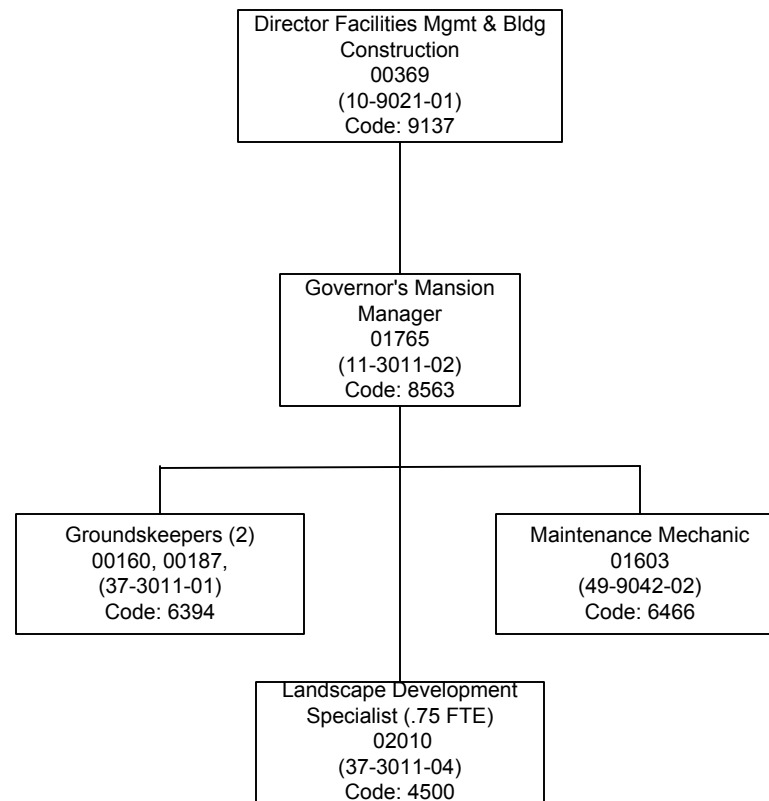 Director Facilities Mgmt & Bldg
Construction
00369
(10-9021-01)
Code: 9137
Governor's Mansion
Manager
01765
(11-3011-02)
Code: 8563
Groundskeepers (2)
00160, 00187,
(37-3011-01)
Code: 6394
Maintenance Mechanic
01603
(49-9042-02)
Code: 6466
Landscape Development
Specialist (.75 FTE)
02010
(37-3011-04)
Code: 4500